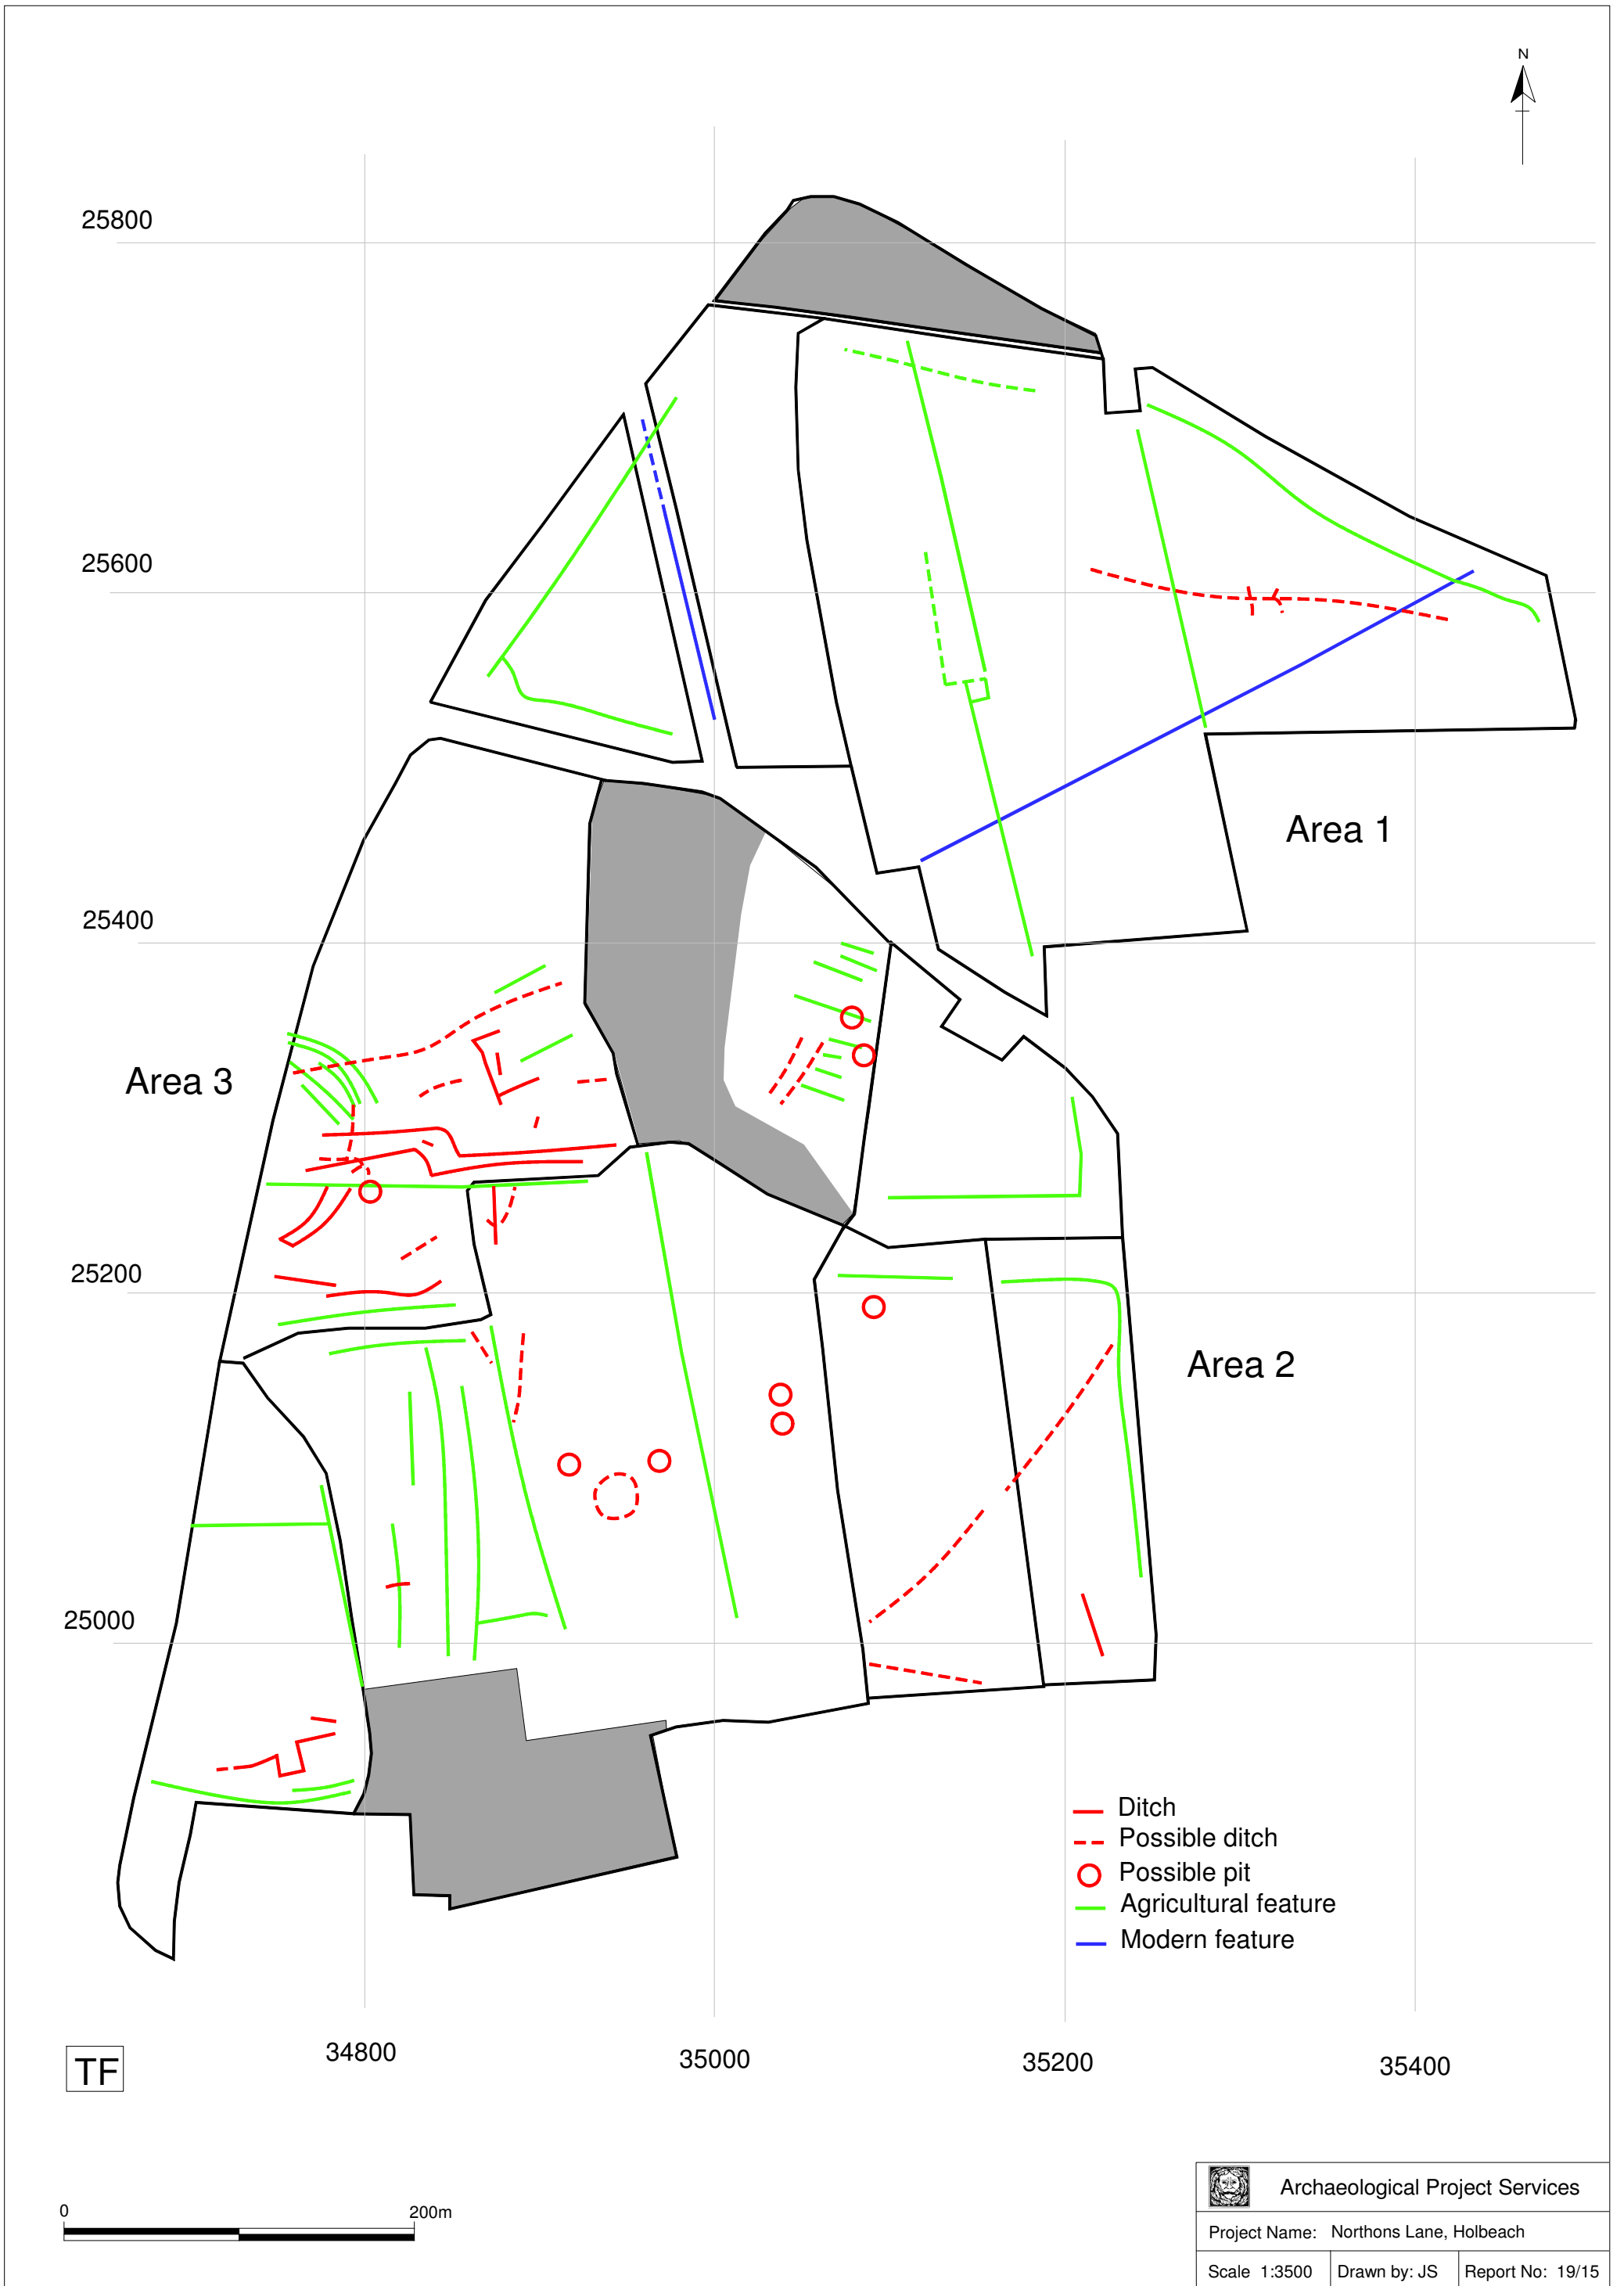 N
25800
25600
Area 1
25400
Area 3
25200
Area 2
25000
Ditch
Possible ditch
Possible pit
Agricultural feature
Modern feature
34800
35000
35200
35400
TF
0
200m
Archaeological Project Services
Project Name: Northons Lane, Holbeach
Scale 1:3500
Drawn by: JS
Report No: 19/15